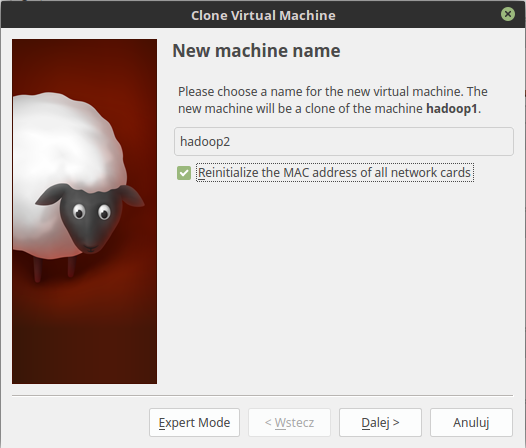 Clone Virtual Machine
New machine name
Please choose a name for the new virtual machine. The
new machine will be a clone of the machine hadoop1.
hadoop2
Reinitialize the MAC address of all network cards
Expert Mode
< Wstecz
Dalej >
Anuluj